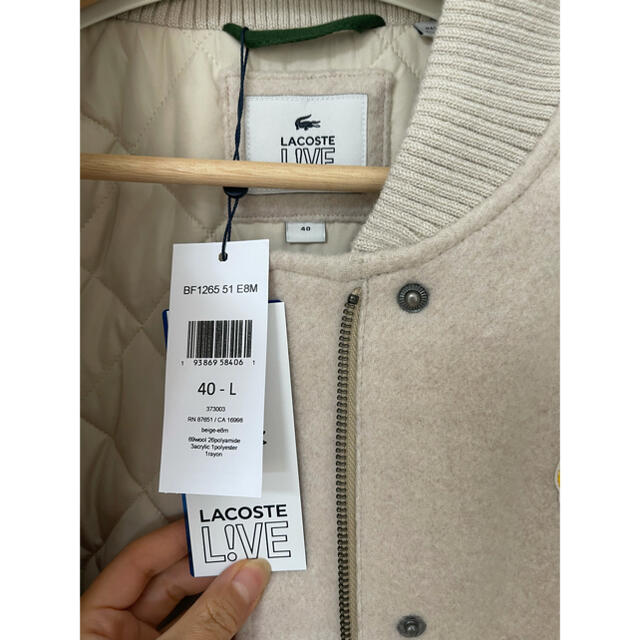 LACOSTE
L!VE
40
BF1265 51 E8M
1 93869 58406 1
40 - L
373003
RN 87651 / CA 16998
beige-e8m
69wool 26polyamide
3acrylic 1polyester
1rayon
LACOSTE
L!VE